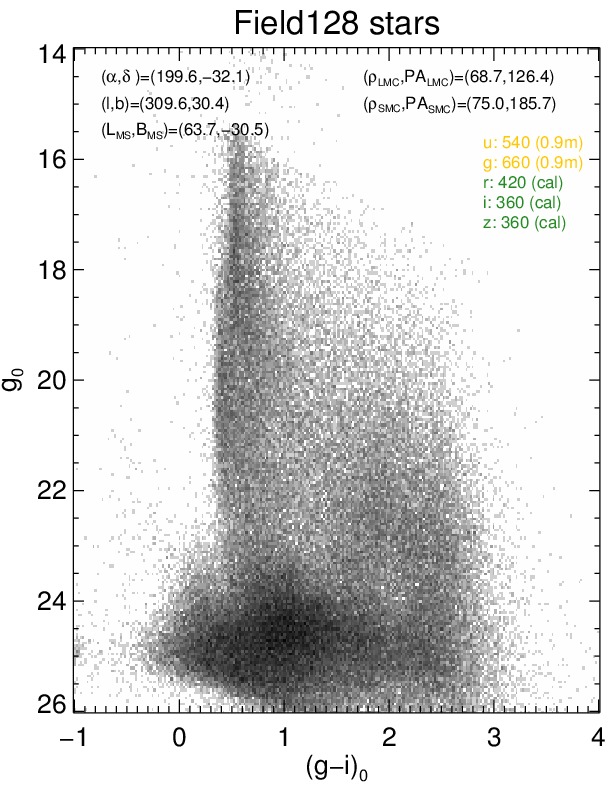 Field128 stars
(α,δ )=(199.6,−32.1)
(ρLMC,PALMC)=(68.7,126.4)
(l,b)=(309.6,30.4)
(ρSMC,PASMC)=(75.0,185.7)
(LMS,BMS)=(63.7,−30.5)
u: 540 (0.9m)
g: 660 (0.9m)
r: 420 (cal)
i: 360 (cal)
z: 360 (cal)
14
16
18
20
22
24
26
g0
−1 0 1 2 3 4
(g−i)0